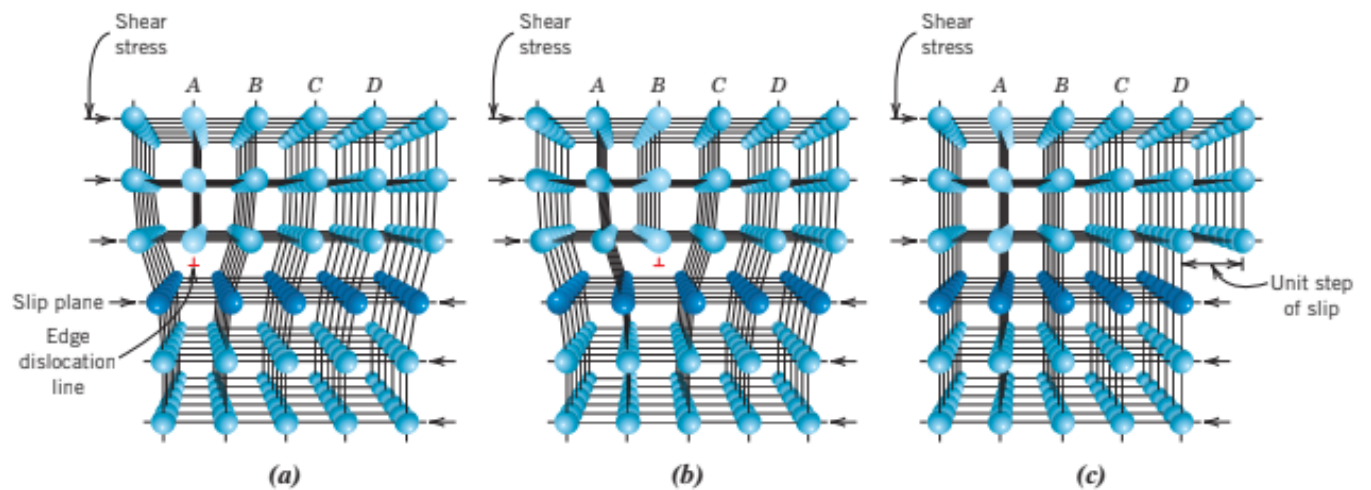 Shear
stress
A B C D
Slip plane
Edge
dislocation
line
⊥
(a)
Shear
stress
A B C D
⊥
(b)
Shear
stress
A B C D
Unit step
of slip
(c)